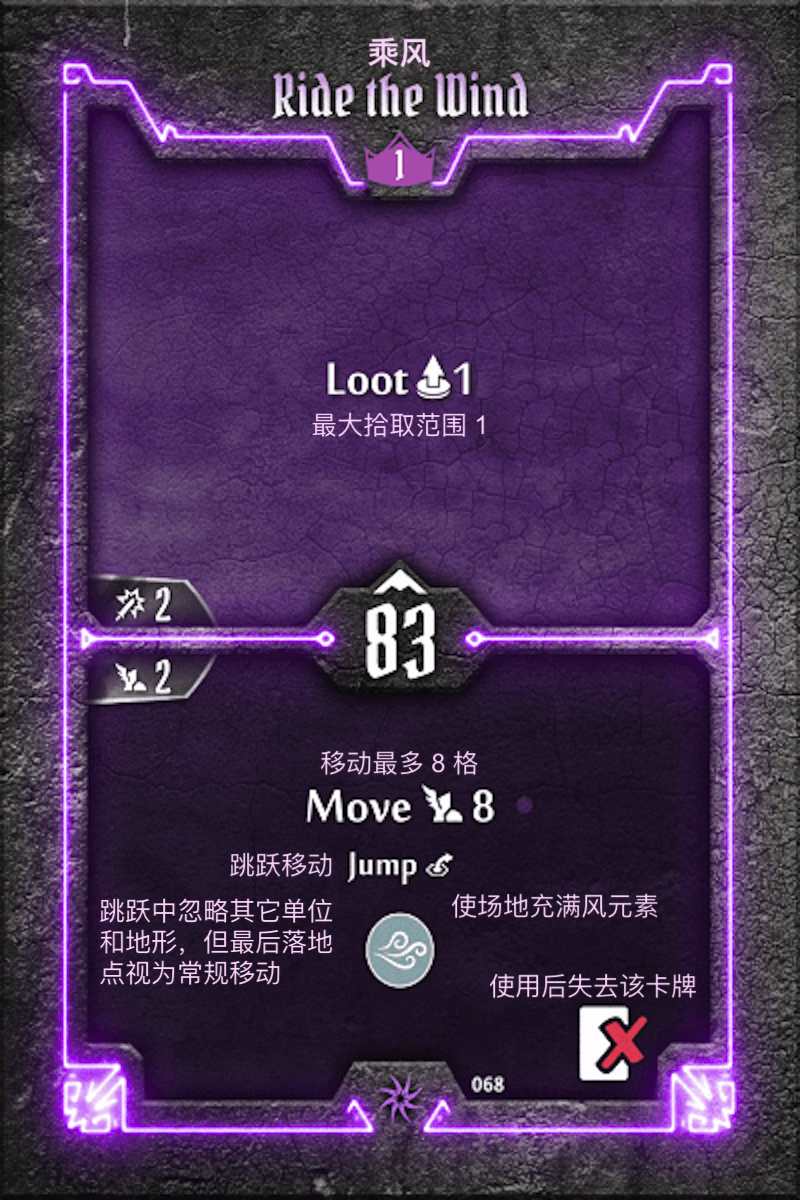 乘风
Ride the Wind
1
Loot 1
最大拾取范围 1
2
83
2
移动最多 8 格
Move 8
跳跃移动 Jump
跳跃中忽略其它单位
和地形，但最后落地
点视为常规移动
使场地充满风元素
使用后失去该卡牌
068